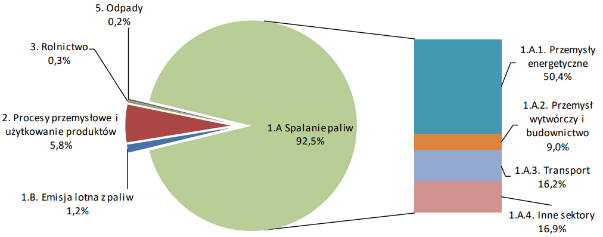 5. Odpady
0,2%
3. Rolnictwo
0,3%
2. Procesy przemysłowe i
użytkowanie produktów
5,8%
1.B. Emisja lotna z paliw
1,2%
1.A Spalanie paliw
92,5%
1.A.1. Przemysły
energetyczne
50,4%
1.A.2. Przemysł
wytwórczy i
budownictwo
9,0%
1.A.3. Transport
16,2%
1.A.4. Inne sektory
16,9%